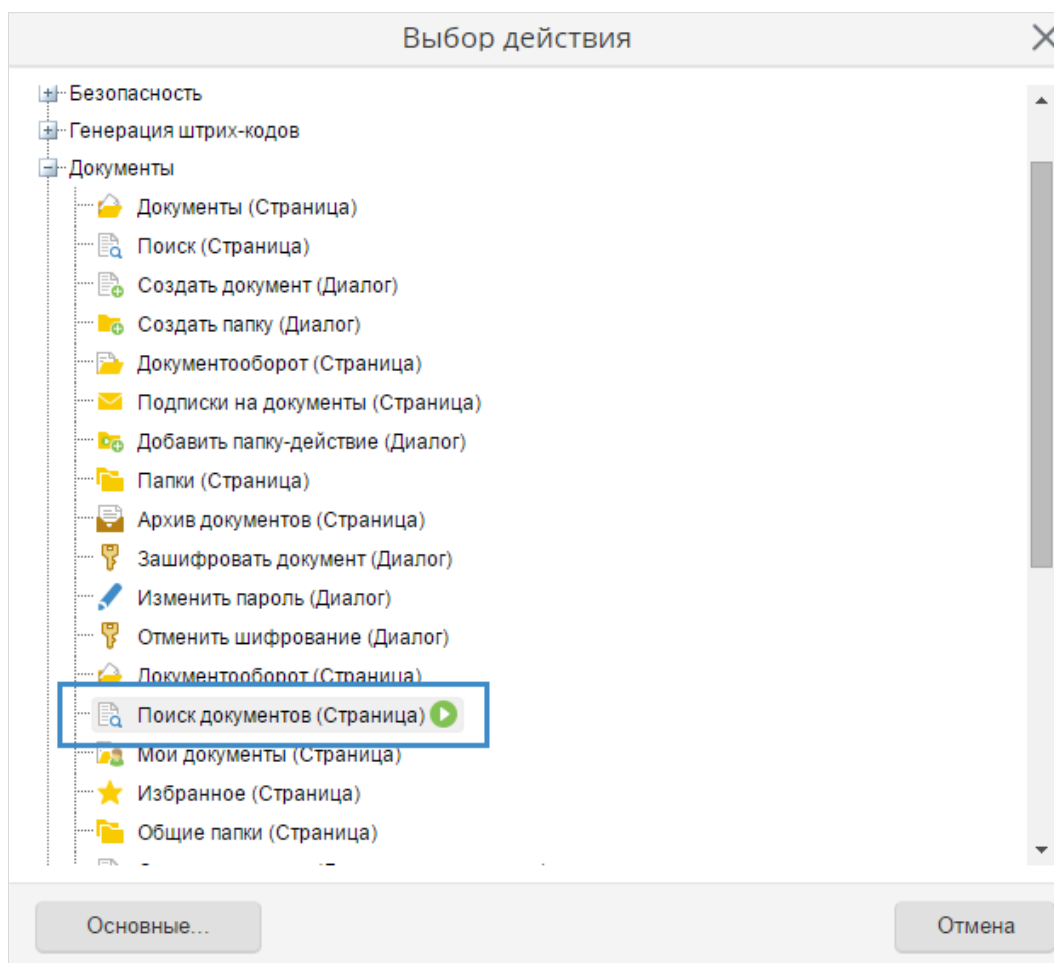 Выбор действия
Безопасность
Генерация штрих-кодов
Документы
Документы (Страница)
Поиск (Страница)
Создать документ (Диалог)
Создать папку (Диалог)
Документооборот (Страница)
Подписки на документы (Страница)
Добавить папку-действие (Диалог)
Папки (Страница)
Архив документов (Страница)
Зашифровать документ (Диалог)
Изменить пароль (Диалог)
Отменить шифрование (Диалог)
Документооборот (Страница)
Поиск документов (Страница)
Мои документы (Страница)
Избранное (Страница)
Общие папки (Страница)
Основные...
Отмена